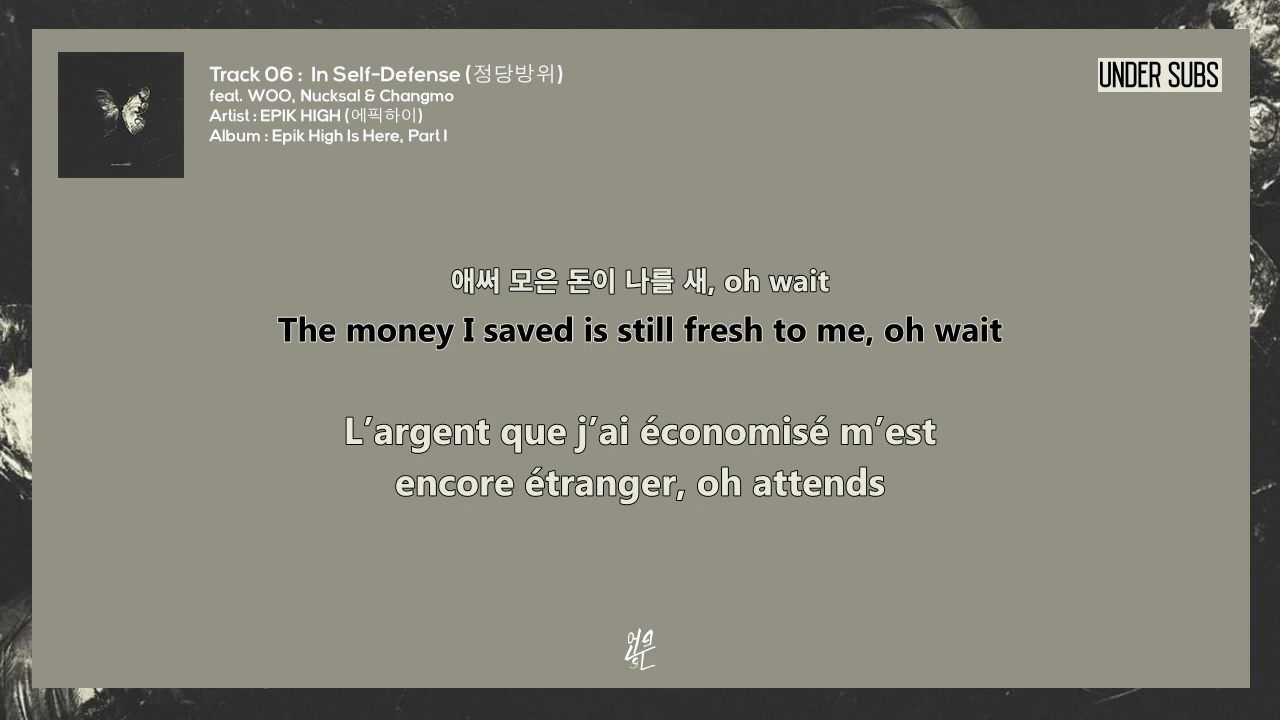 Track 06 : In Self-Defense (정당방위)
feat. WOO, Nucksal & Changmo
Artist : EPIK HIGH (에픽하이)
Album : Epik High Is Here, Part I
UNDER SUBS
애써 모은 돈이 나를 새, oh wait
The money I saved is still fresh to me, oh wait
L’argent que j’ai économisé m’est
encore étranger, oh attends